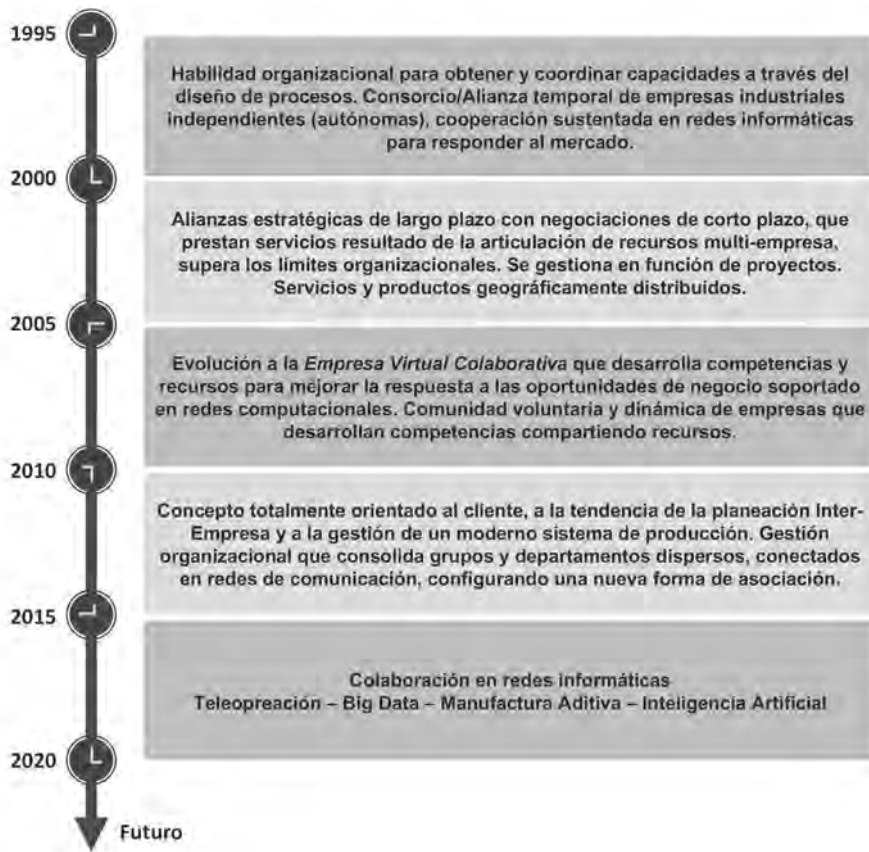 1995
Habilidad organizacional para obtener y coordinar capacidades a través del
diseño de procesos. Consorcio/Alianza temporal de empresas industriales
independientes (autónomas), cooperación sustentada en redes informáticas
para responder al mercado.
2000
Alianzas estratégicas de largo plazo con negociaciones de corto plazo, que
prestan servicios resultado de la articulación de recursos multi-empresa,
supera los límites organizacionales. Se gestiona en función de proyectos.
Servicios y productos geográficamente distribuidos.
2005
Evolución a la Empresa Virtual Colaborativa que desarrolla competencias y
recursos para mejorar la respuesta a las oportunidades de negocio soportado
en redes computacionales. Comunidad voluntaria y dinámica de empresas que
desarrollan competencias compartiendo recursos.
2010
Concepto totalmente orientado al cliente, a la tendencia de la planeación Inter-
Empresa y a la gestión de un moderno sistema de producción. Gestión
organizacional que consolida grupos y departamentos dispersos, conectados
en redes de comunicación, configurando una nueva forma de asociación.
2015
Colaboración en redes informáticas
Teleopreación – Big Data – Manufactura Aditiva – Inteligencia Artificial
2020
Futuro